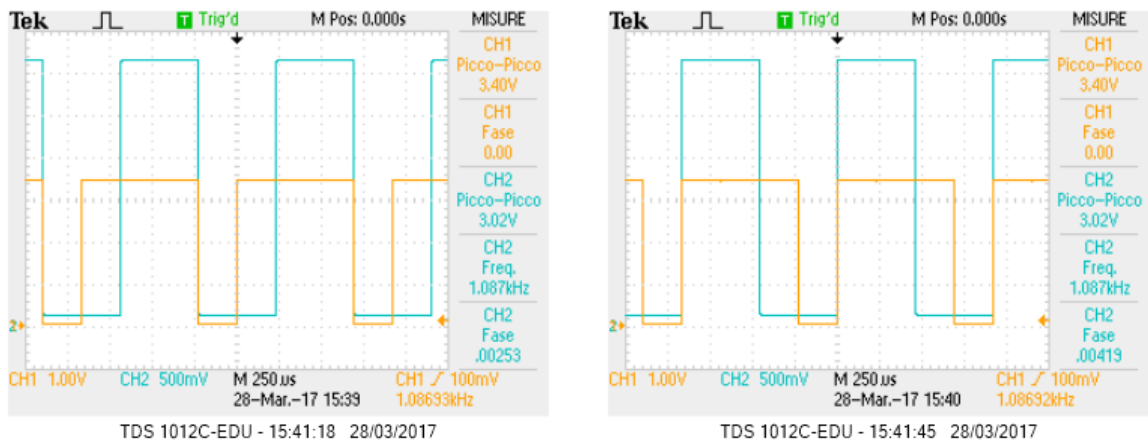 Tek T Trig'd M Pos: 0.000s MISURE
CH1
Picco-Picco
3.40V
CH1
Fase
0.00
CH2
Picco-Picco
3.02V
CH2
Freq.
1.087kHz
CH2
Fase
.00253
2
CH1 1.00V CH2 500mV M 250µs CH1 100mV
28-Mar.-17 15:39 1.08693kHz
TDS 1012C-EDU - 15:41:18 28/03/2017
Tek T Trig'd M Pos: 0.000s MISURE
CH1
Picco-Picco
3.40V
CH1
Fase
0.00
CH2
Picco-Picco
3.02V
CH2
Freq.
1.087kHz
CH2
Fase
.00419
2
CH1 1.00V CH2 500mV M 250µs CH1 100mV
28-Mar.-17 15:40 1.08692kHz
TDS 1012C-EDU - 15:41:45 28/03/2017